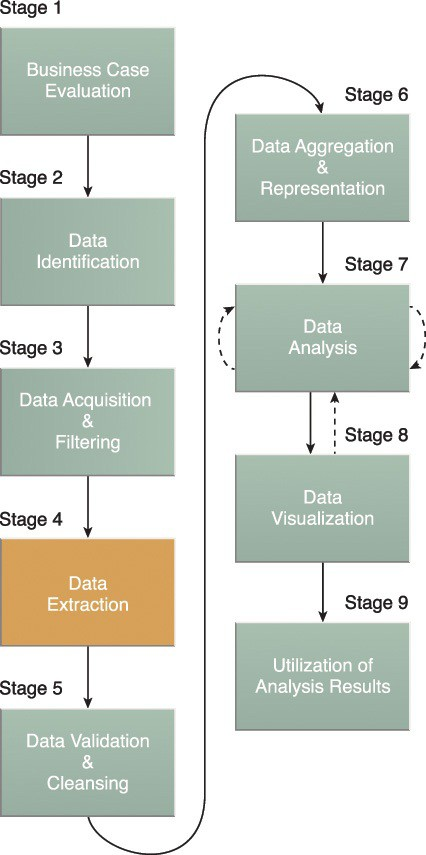 Stage 1
Business Case
Evaluation
Stage 2
Data
Identification
Stage 3
Data Acquisition
&
Filtering
Stage 4
Data
Extraction
Stage 5
Data Validation
&
Cleansing
Stage 6
Data Aggregation
&
Representation
Stage 7
Data
Analysis
Stage 8
Data
Visualization
Stage 9
Utilization of
Analysis Results